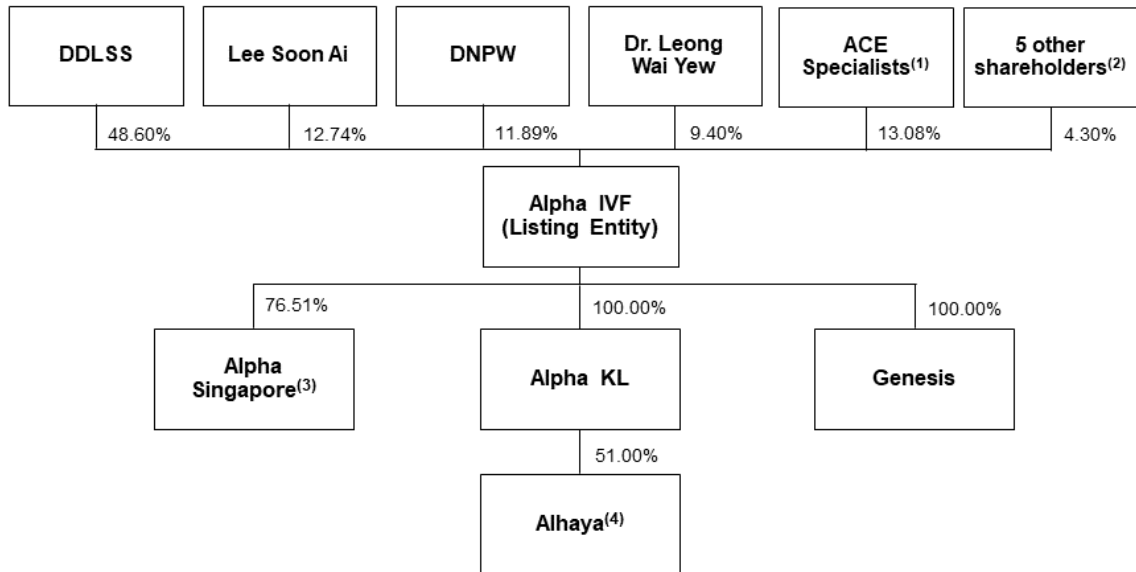 DDLSS
Lee Soon Ai
DNPW
Dr. Leong
Wai Yew
ACE
Specialists(1)
5 other
shareholders(2)
48.60%
12.74%
11.89%
9.40%
13.08%
4.30%
Alpha IVF
(Listing Entity)
76.51%
100.00%
100.00%
Alpha
Singapore(3)
Alpha KL
Genesis
51.00%
Alhaya(4)